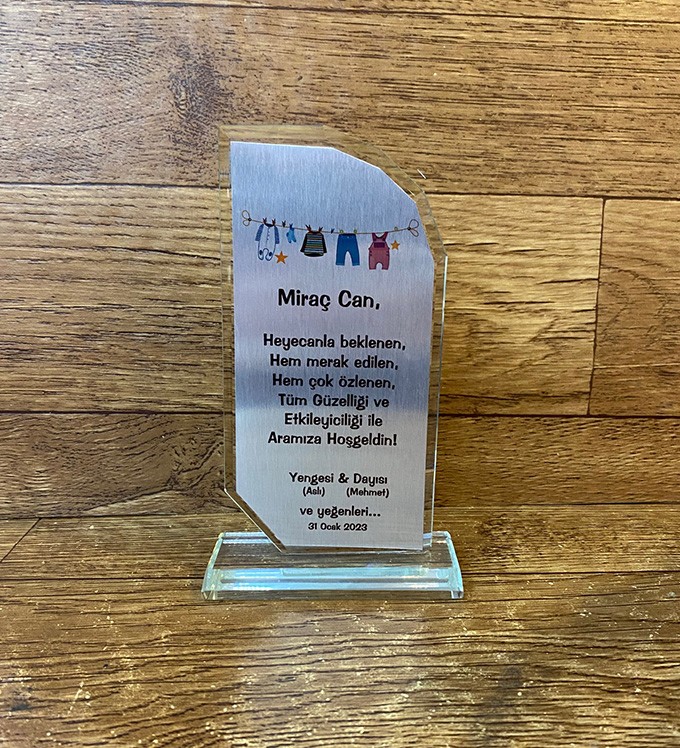 Miraç Can,
Heyecanla beklenen,
Hem merak edilen,
Hem çok özlenen,
Tüm Güzelliği ve
Etkileyiciliği ile
Aramıza Hoşgeldin!
Yengesi & Dayısı
(Aslı) (Mehmet)
ve yeğenleri...
31 Ocak 2023